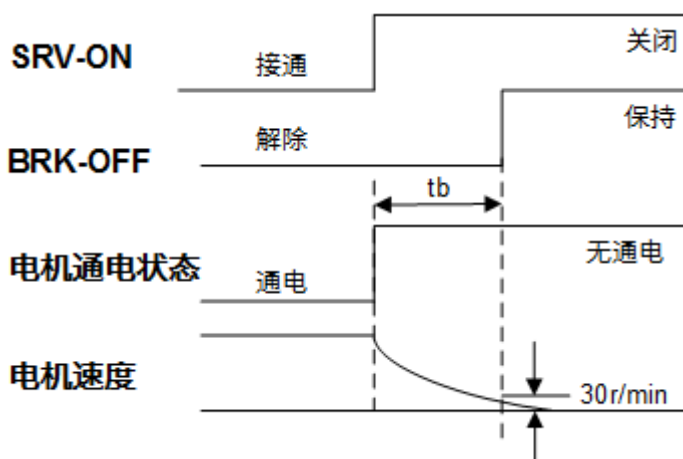 SRV-ON 接通 关闭
BRK-OFF 解除 保持
tb
电机通电状态 通电 无通电
电机速度 30r/min